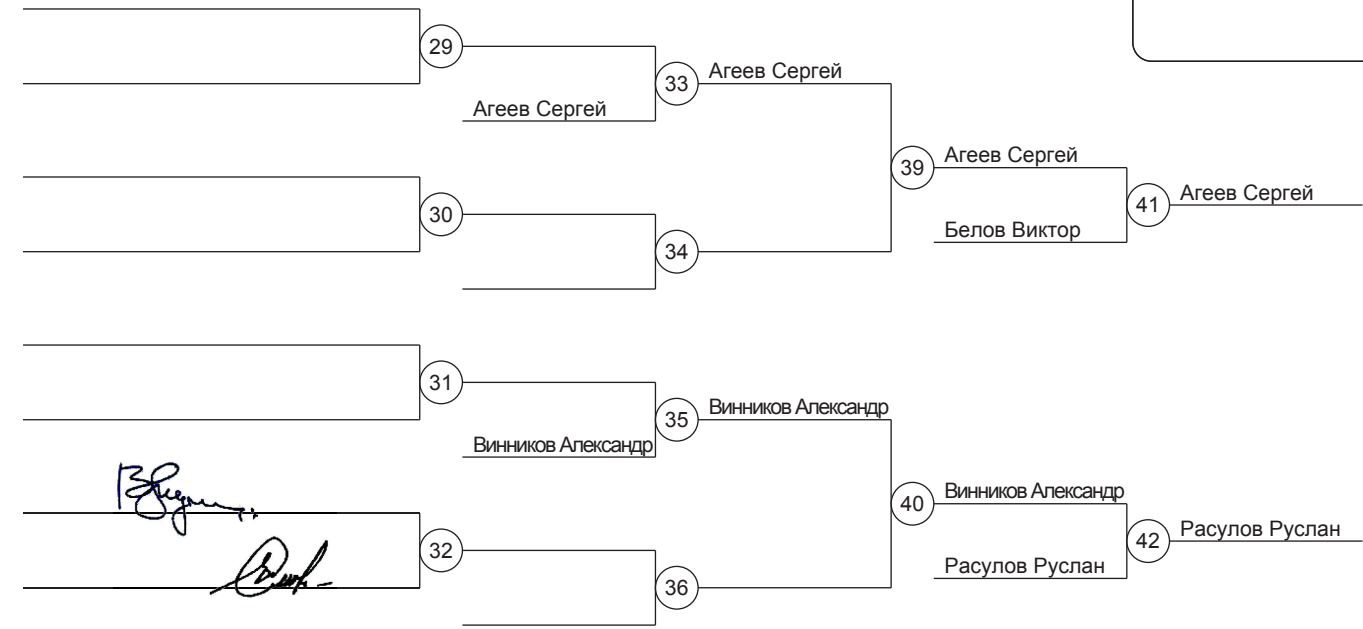 29
33 Агеев Сергей
Агеев Сергей
39 Агеев Сергей
41 Агеев Сергей
30
34
Белов Виктор
31
35 Винников Александр
Винников Александр
40 Винников Александр
42 Расулов Руслан
32
Расулов Руслан
36